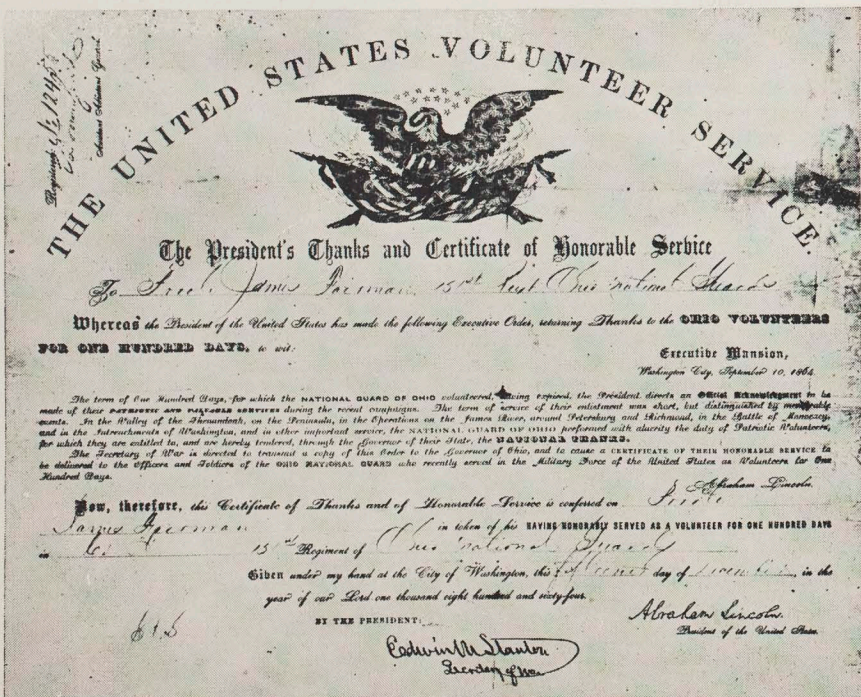 THE UNITED STATES VOLUNTEER SERVICE.
The President's Thanks and Certificate of Honorable Service
To James 15 Ohio National Guard
Whereas the President of the United States has made the following Executive Order, returning Thanks to the OHIO VOLUNTEERS
FOR ONE HUNDRED DAYS, to wit:
Executive Mansion,
Washington City, September 10, 1864.
The term of One Hundred Days, for which the NATIONAL GUARD OF OHIO volunteered, having expired, the President directs an Official Acknowledgment to be
made of their PATRIOTIC AND VALUABLE SERVICES during the recent campaigns. The term of service of their enlistment was short, but distinguished by memorable
events. In the Valley of the Shenandoah, on the Peninsula, in the Operations on the James River, around Petersburg and Richmond, in the Battle of Monocacy,
and in the Intrenchments of Washington, and in other important service, the NATIONAL GUARD OF OHIO performed with alacrity the duty of Patriotic Volunteers,
for which they are entitled to, and are hereby tendered, through the Governor of their State, the NATIONAL THANKS.
The Secretary of War is directed to transmit a copy of this Order to the Governor of Ohio, and to cause a CERTIFICATE OF THEIR HONORABLE SERVICE to
be delivered to the Officers and Soldiers of the OHIO NATIONAL GUARD who recently served in the Military Force of the United States as Volunteers for One
Hundred Days.
Abraham Lincoln.
Now, therefore, this Certificate of Thanks and of Honorable Service is conferred on
James in token of his HAVING HONORABLY SERVED AS A VOLUNTEER FOR ONE HUNDRED DAYS
in 15 Regiment of Ohio National Guard
Given under my hand at the City of Washington, this day of in the
year of our Lord one thousand eight hundred and sixty-four.
BY THE PRESIDENT:
Abraham Lincoln.
President of the United States.
Edwin M Stanton
Secretary of War